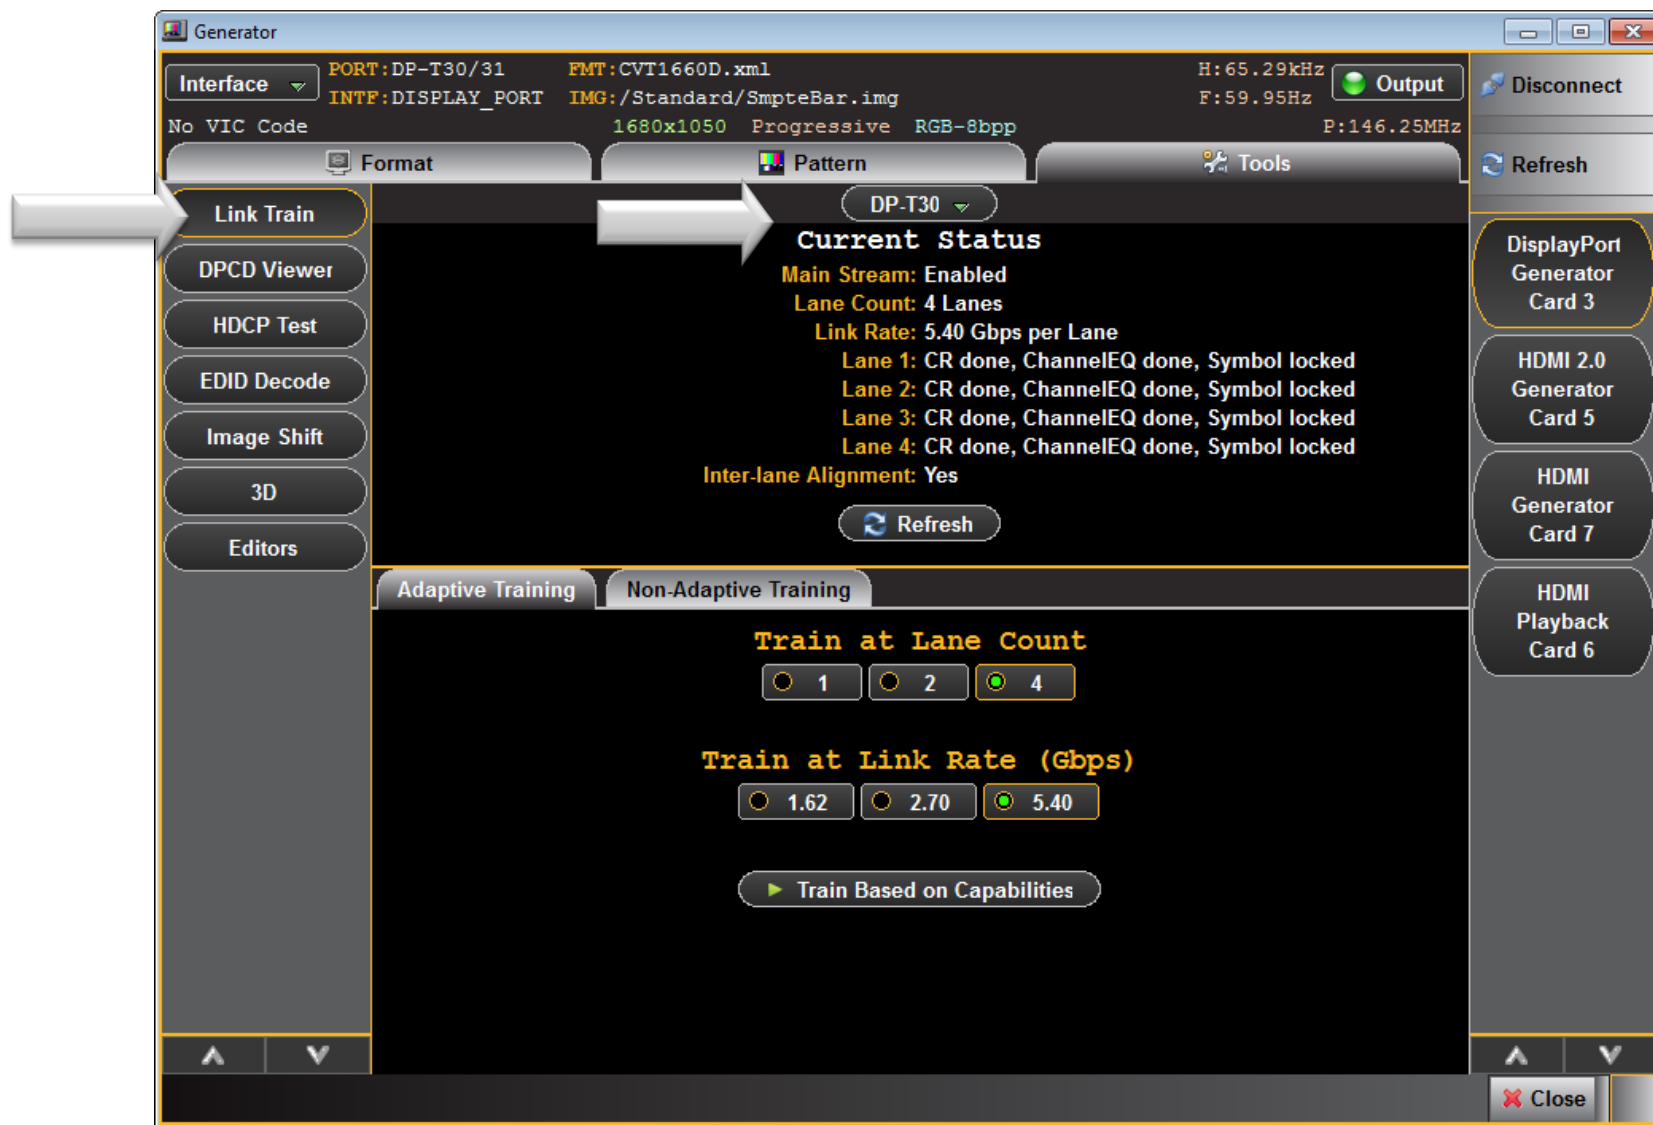 Generator
Interface
PORT:DP-T30/31 FMT:CVT1660D.xml H:65.29kHz
INTF:DISPLAY_PORT IMG:/Standard/SmpteBar.img F:59.95Hz
Output
No VIC Code 1680x1050 Progressive RGB-8bpp P:146.25MHz
Disconnect
Refresh
Format Pattern Tools
Link Train
DPCD Viewer
HDCP Test
EDID Decode
Image Shift
3D
Editors
DP-T30
Current Status
Main Stream: Enabled
Lane Count: 4 Lanes
Link Rate: 5.40 Gbps per Lane
Lane 1: CR done, ChannelEQ done, Symbol locked
Lane 2: CR done, ChannelEQ done, Symbol locked
Lane 3: CR done, ChannelEQ done, Symbol locked
Lane 4: CR done, ChannelEQ done, Symbol locked
Inter-lane Alignment: Yes
Refresh
Adaptive Training Non-Adaptive Training
Train at Lane Count
1 2 4
Train at Link Rate (Gbps)
1.62 2.70 5.40
Train Based on Capabilities
DisplayPort
Generator
Card 3
HDMI 2.0
Generator
Card 5
HDMI
Generator
Card 7
HDMI
Playback
Card 6
Close